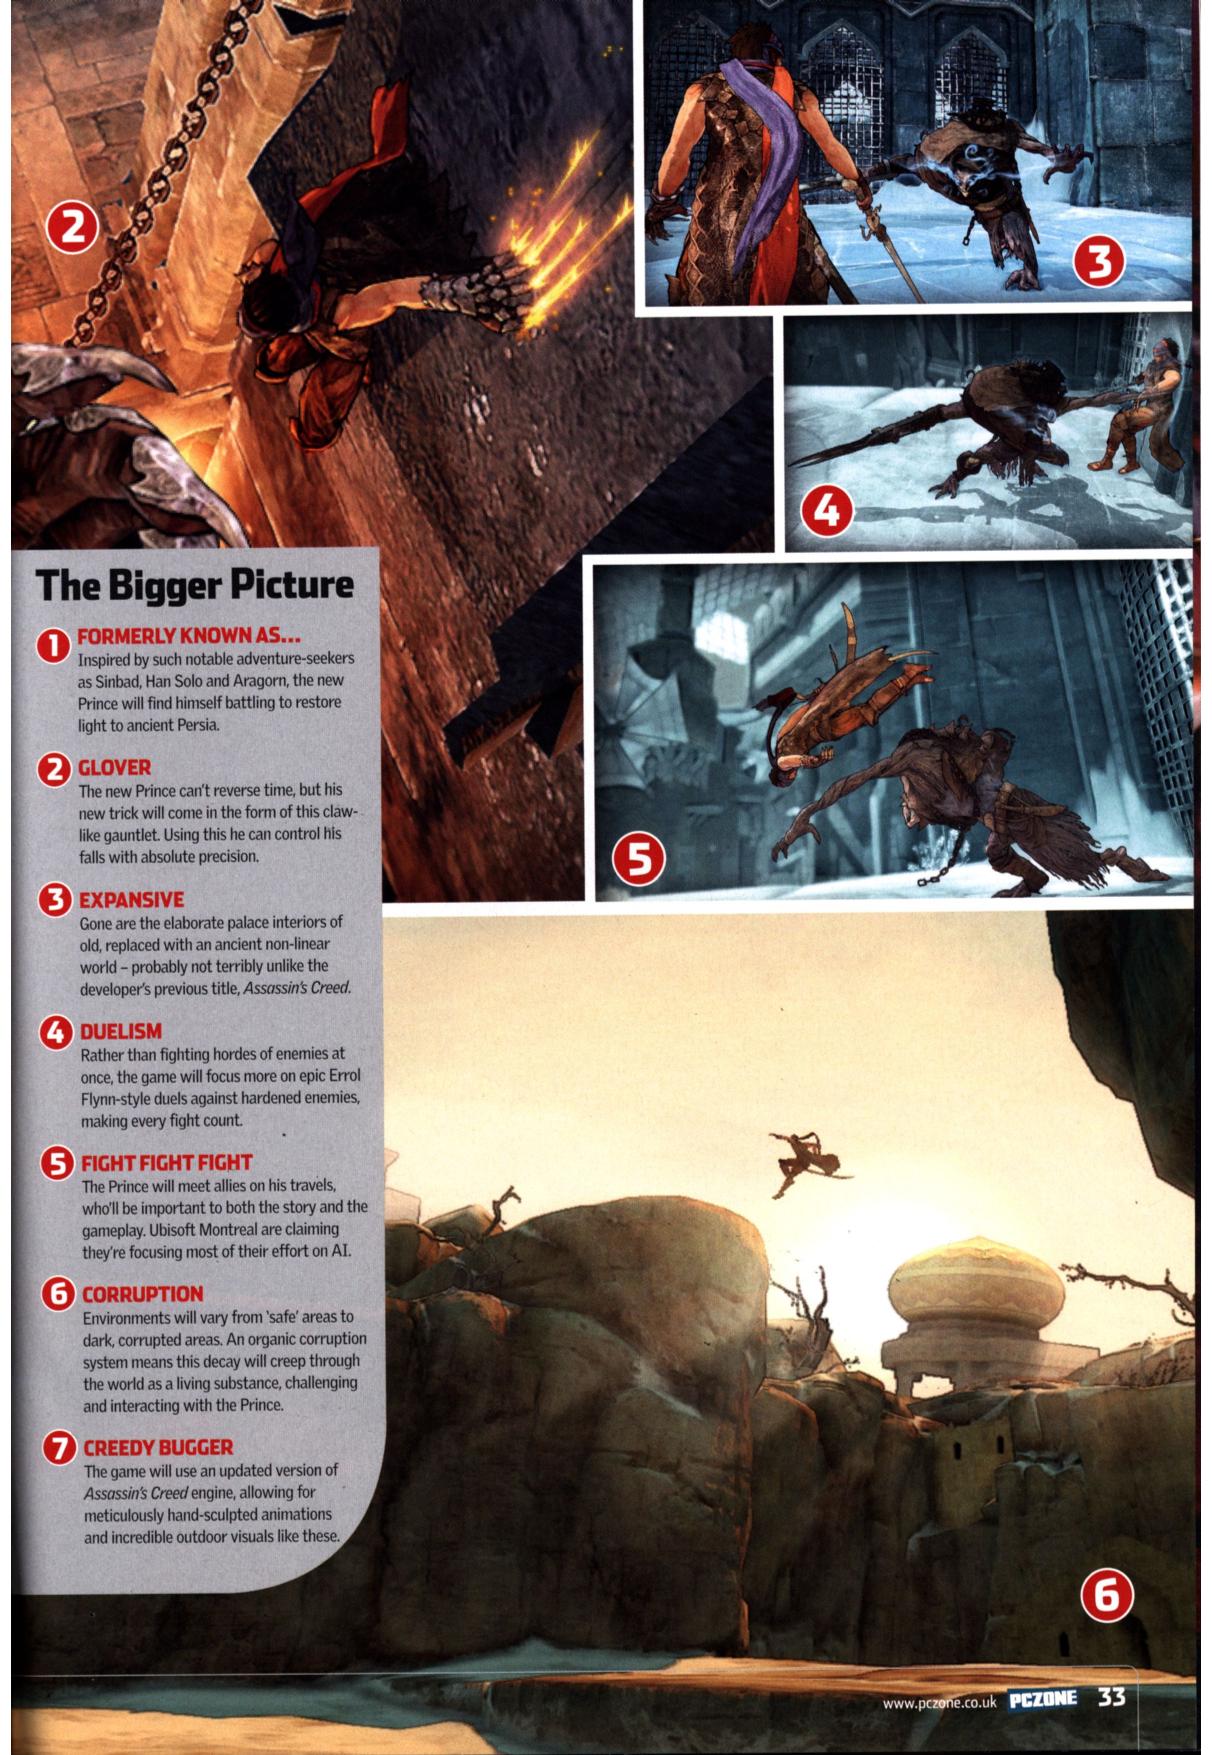 2
3
4
5
The Bigger Picture
1 FORMERLY KNOWN AS...
Inspired by such notable adventure-seekers
as Sinbad, Han Solo and Aragorn, the new
Prince will find himself battling to restore
light to ancient Persia.
2 GLOVER
The new Prince can't reverse time, but his
new trick will come in the form of this claw-
like gauntlet. Using this he can control his
falls with absolute precision.
3 EXPANSIVE
Gone are the elaborate palace interiors of
old, replaced with an ancient non-linear
world – probably not terribly unlike the
developer's previous title, Assassin's Creed.
4 DUELISM
Rather than fighting hordes of enemies at
once, the game will focus more on epic Errol
Flynn-style duels against hardened enemies,
making every fight count.
5 FIGHT FIGHT FIGHT
The Prince will meet allies on his travels,
who'll be important to both the story and the
gameplay. Ubisoft Montreal are claiming
they're focusing most of their effort on AI.
6 CORRUPTION
Environments will vary from 'safe' areas to
dark, corrupted areas. An organic corruption
system means this decay will creep through
the world as a living substance, challenging
and interacting with the Prince.
7 CREEDY BUGGER
The game will use an updated version of
Assassin's Creed engine, allowing for
meticulously hand-sculpted animations
and incredible outdoor visuals like these.
6
www.pczone.co.uk PCZONE 33